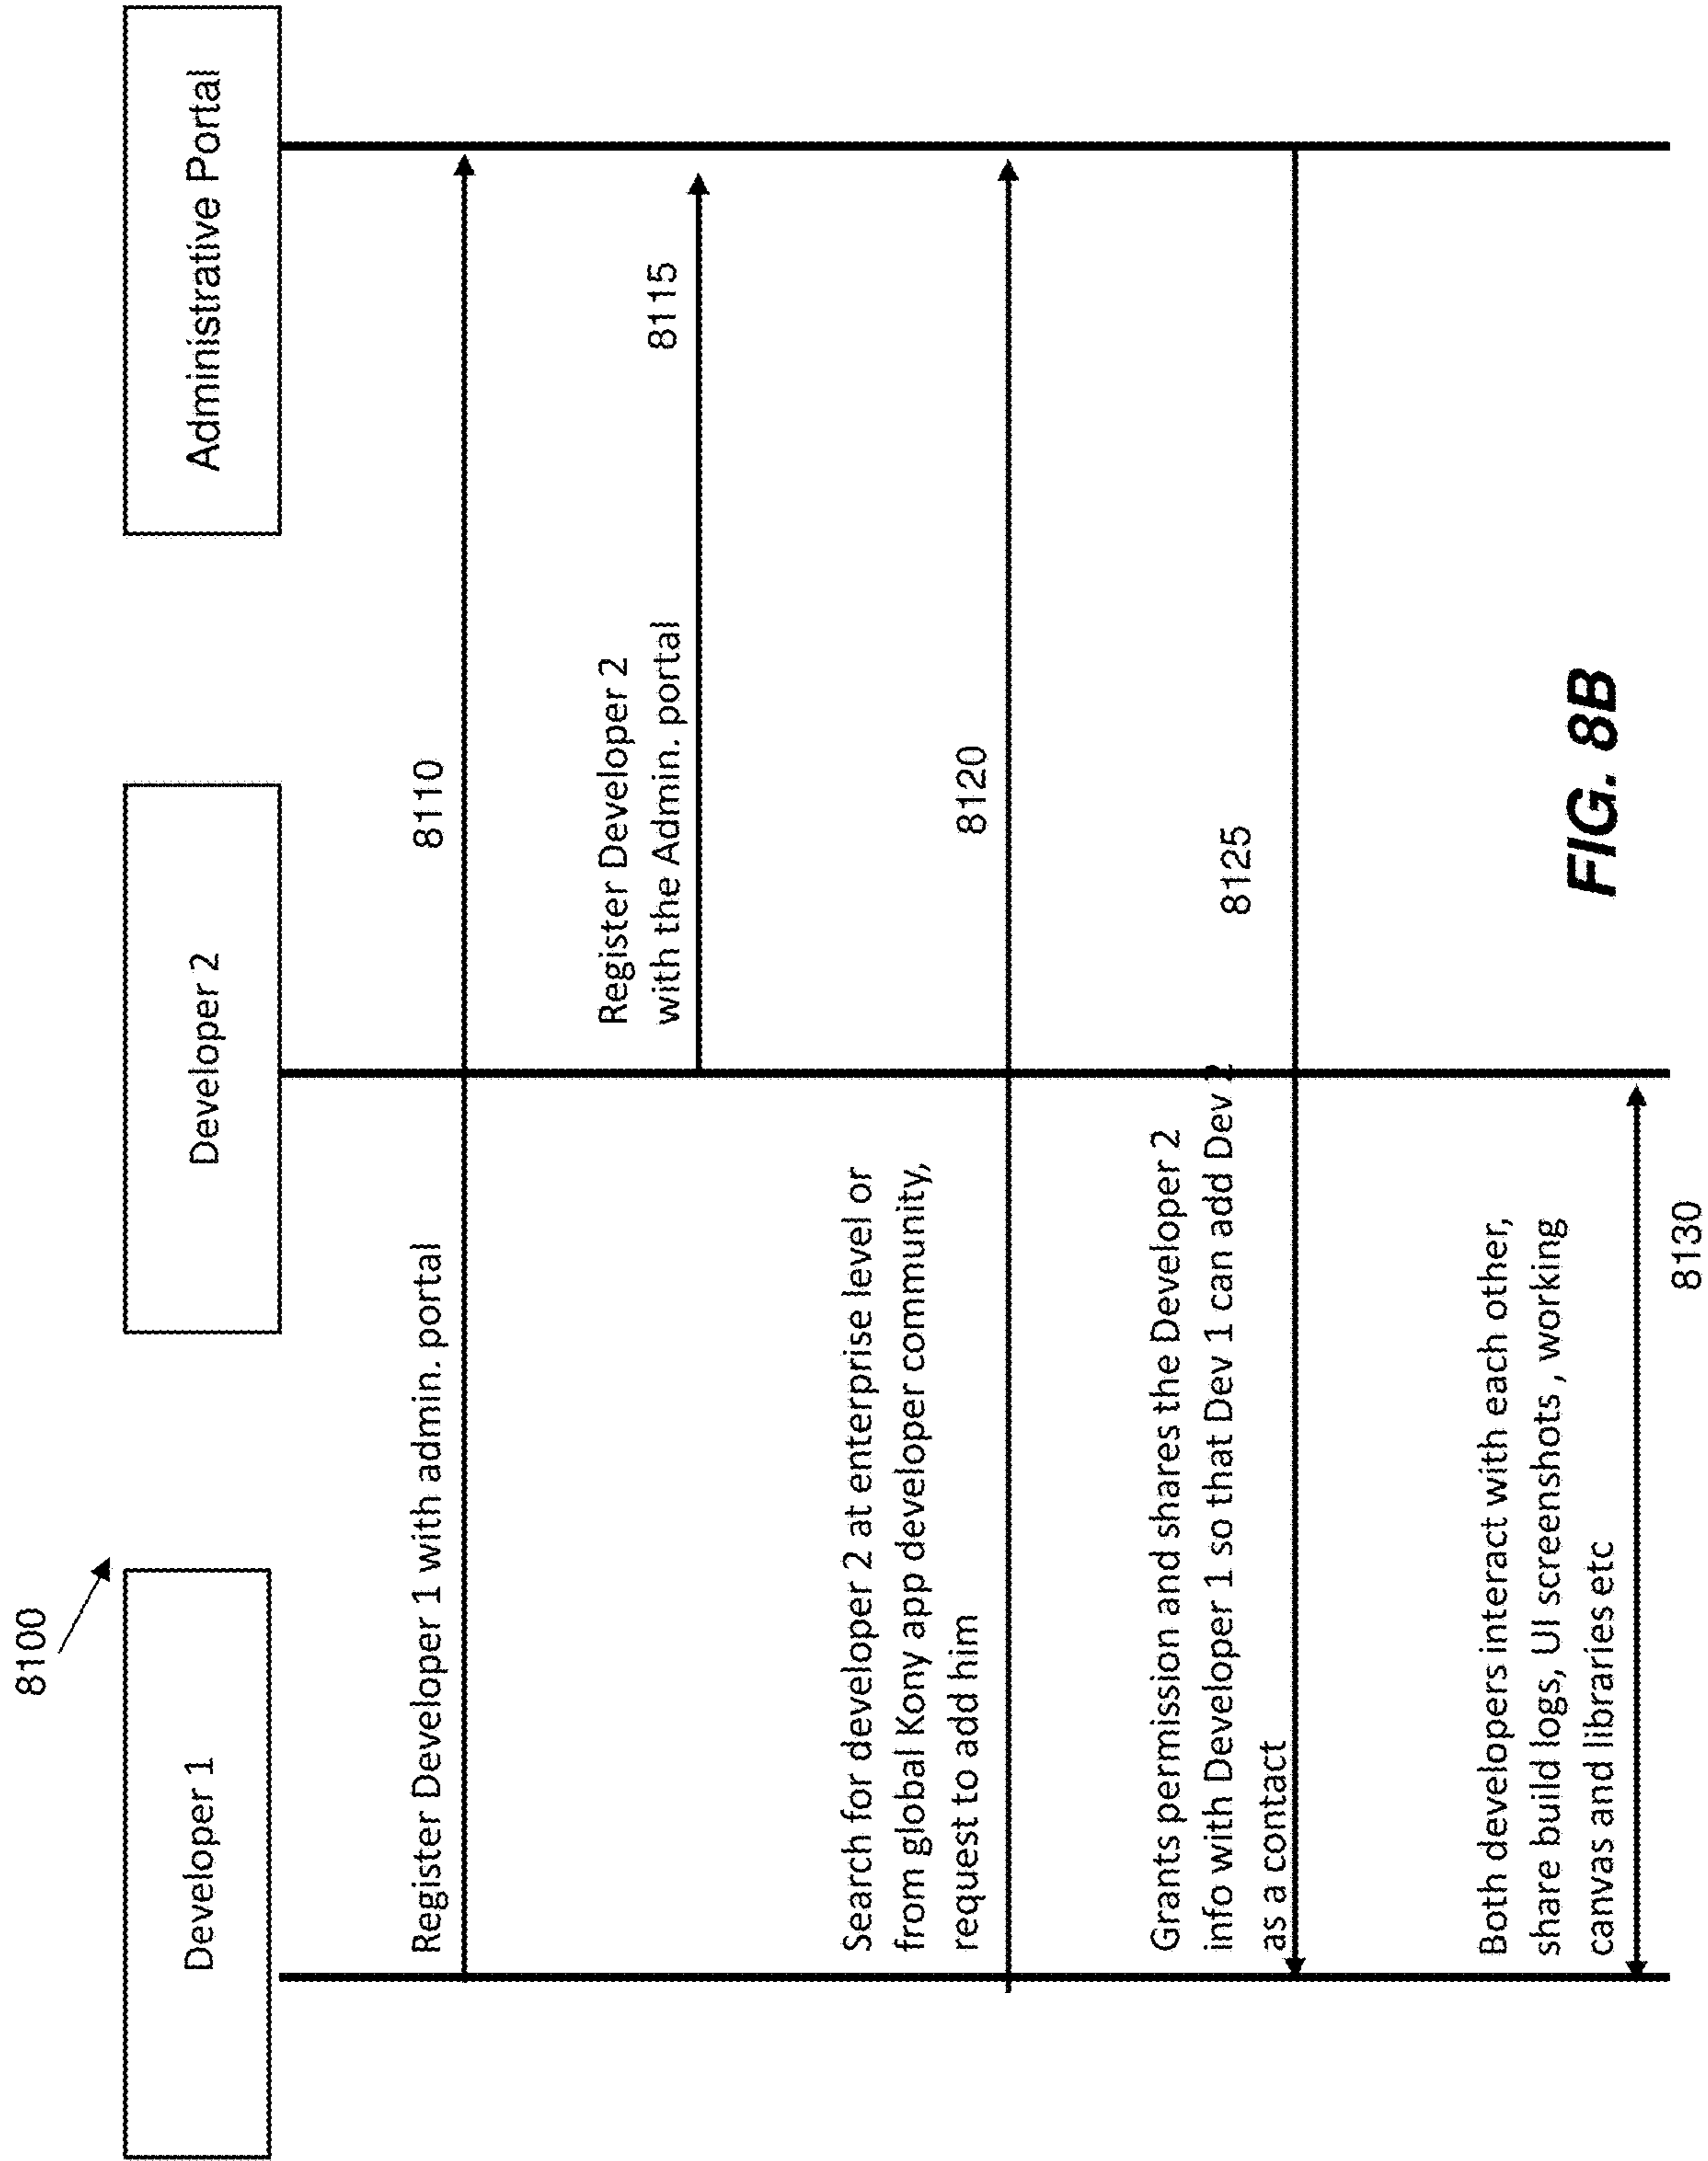 8100
Developer 1
Developer 2
Administrative Portal
Register Developer 1 with admin. portal
8110
Register Developer 2
with the Admin. portal
8115
Search for devloper 2 at enterprise level or
from global Kony app developer community,
request to add him
8120
Grants permission and shares the Developer 2
info with Developer 1 so that Dev 1 can add Dev 2
as a contact
8125
Both developers interact with each other,
share build logs, UI screenshots , working
canvas and libraries etc
8130
FIG. 8B